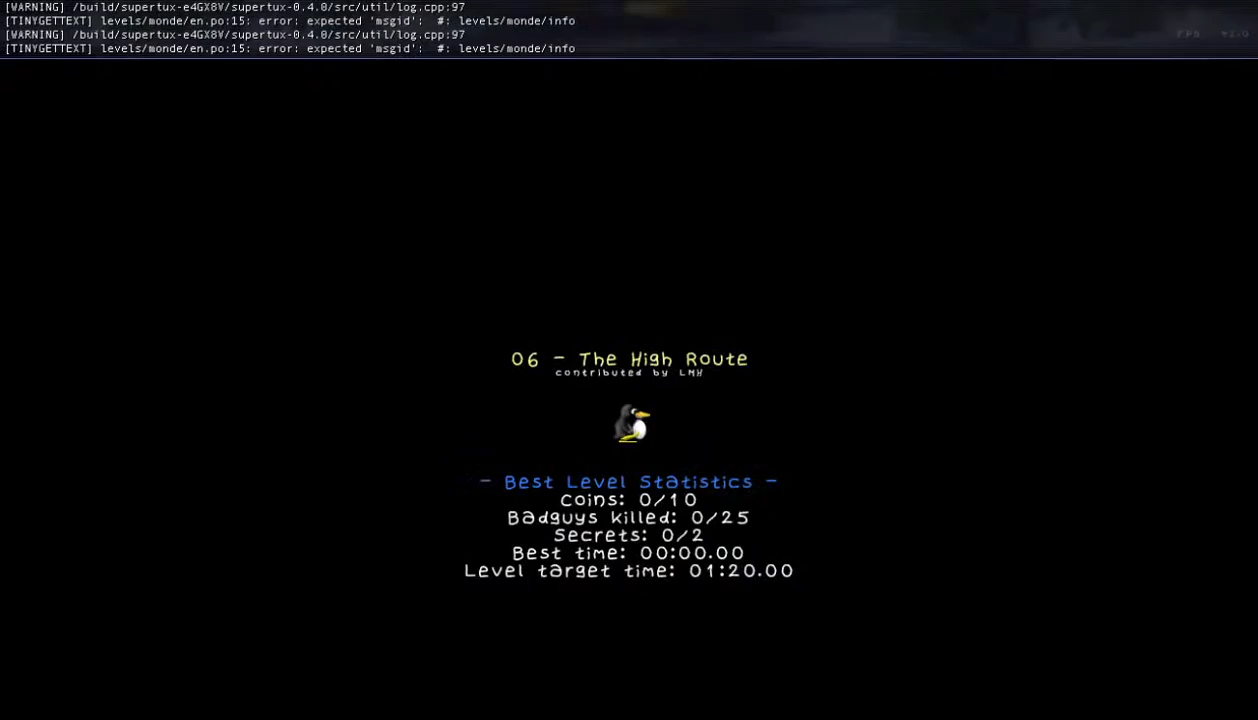 [WARNING] /build/supertux-e4GX8V/supertux-0.4.0/src/util/log.cpp:97
[TINYGETTEXT] levels/monde/en.po:15: error: expected 'msgid':  #: levels/monde/info
[WARNING] /build/supertux-e4GX8V/supertux-0.4.0/src/util/log.cpp:97
FPS
[TINYGETTEXT] levels/monde/en.po:15: error: expected 'msgid':  #: levels/monde/info
06 - The High Route
contributed by LMH
- Best Level Statistics -
Coins: 0/10
Badguys killed: 0/25
Secrets: 0/2
Best time: 00:00.00
Level target time: 01:20.00